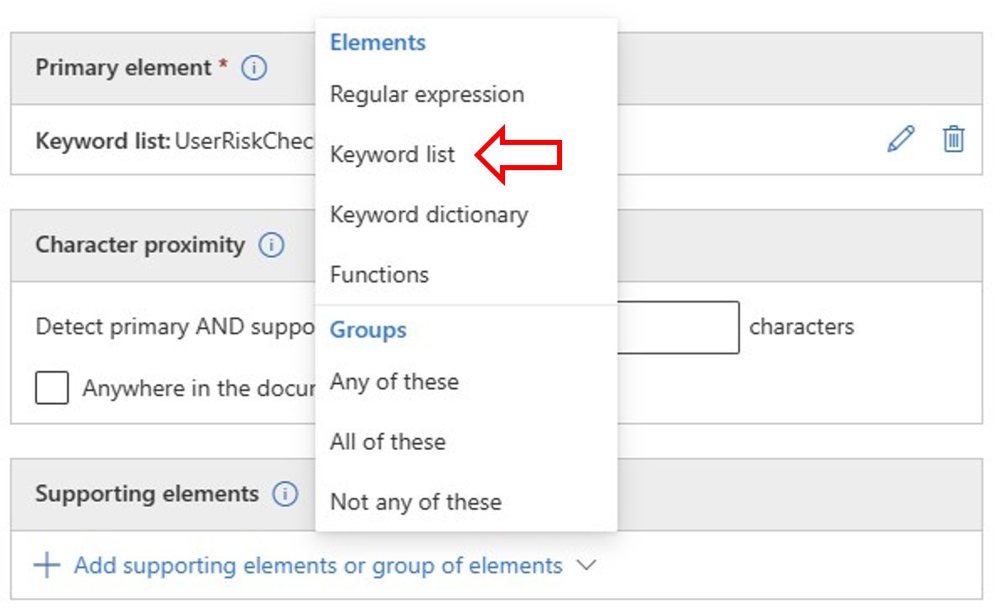 Elements
Primary element *
Regular expression
Keyword list: UserRiskChec
Keyword list
Keyword dictionary
Character proximity
Functions
Detect primary AND suppo
characters
Groups
Any of these
Anywhere in the docu
All of these
Supporting elements
Not any of these
Add supporting elements or group of elements